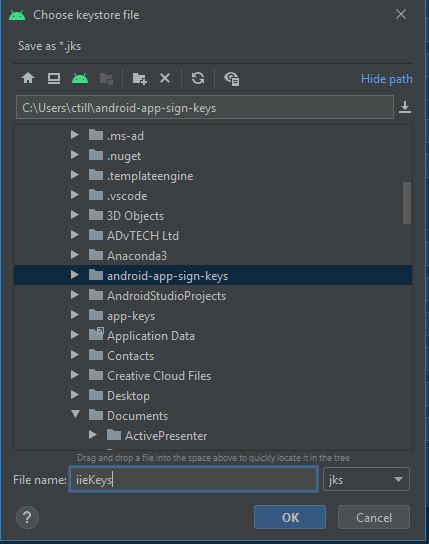 Choose keystore file
Save as *.jks
Hide path
C:\Users\ctill\android-app-sign-keys
.ms-ad
.nuget
.templateengine
.vscode
3D Objects
ADvTECH Ltd
Anaconda3
android-app-sign-keys
AndroidStudioProjects
app-keys
Application Data
Contacts
Creative Cloud Files
Desktop
Documents
ActivePresenter
Drag and drop a file into the space above to quickly locate it in the tree
File name: iieKeys jks
? OK Cancel